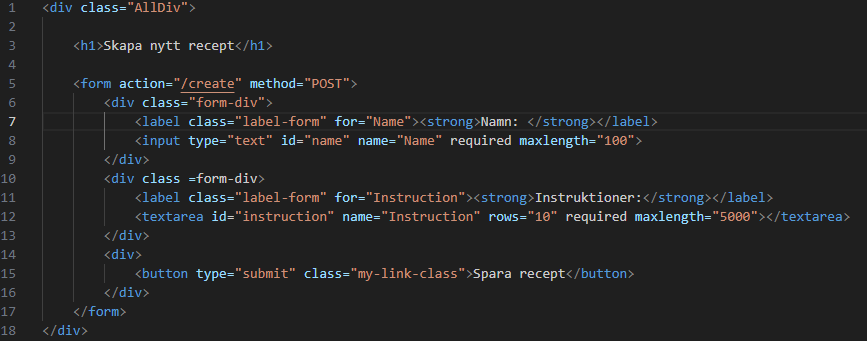 1 <div class="AllDiv">
2
3 <h1>Skapa nytt recept</h1>
4
5 <form action="/create" method="POST">
6 <div class="form-div">
7 <label class="label-form" for="Name"><strong>Namn: </strong></label>
8 <input type="text" id="name" name="Name" required maxlength="100">
9 </div>
10 <div class =form-div>
11 <label class="label-form" for="Instruction"><strong>Instruktioner:</strong></label>
12 <textarea id="instruction" name="Instruction" rows="10" required maxlength="5000"></textarea>
13 </div>
14 <div>
15 <button type="submit" class="my-link-class">Spara recept</button>
16 </div>
17 </form>
18 </div>